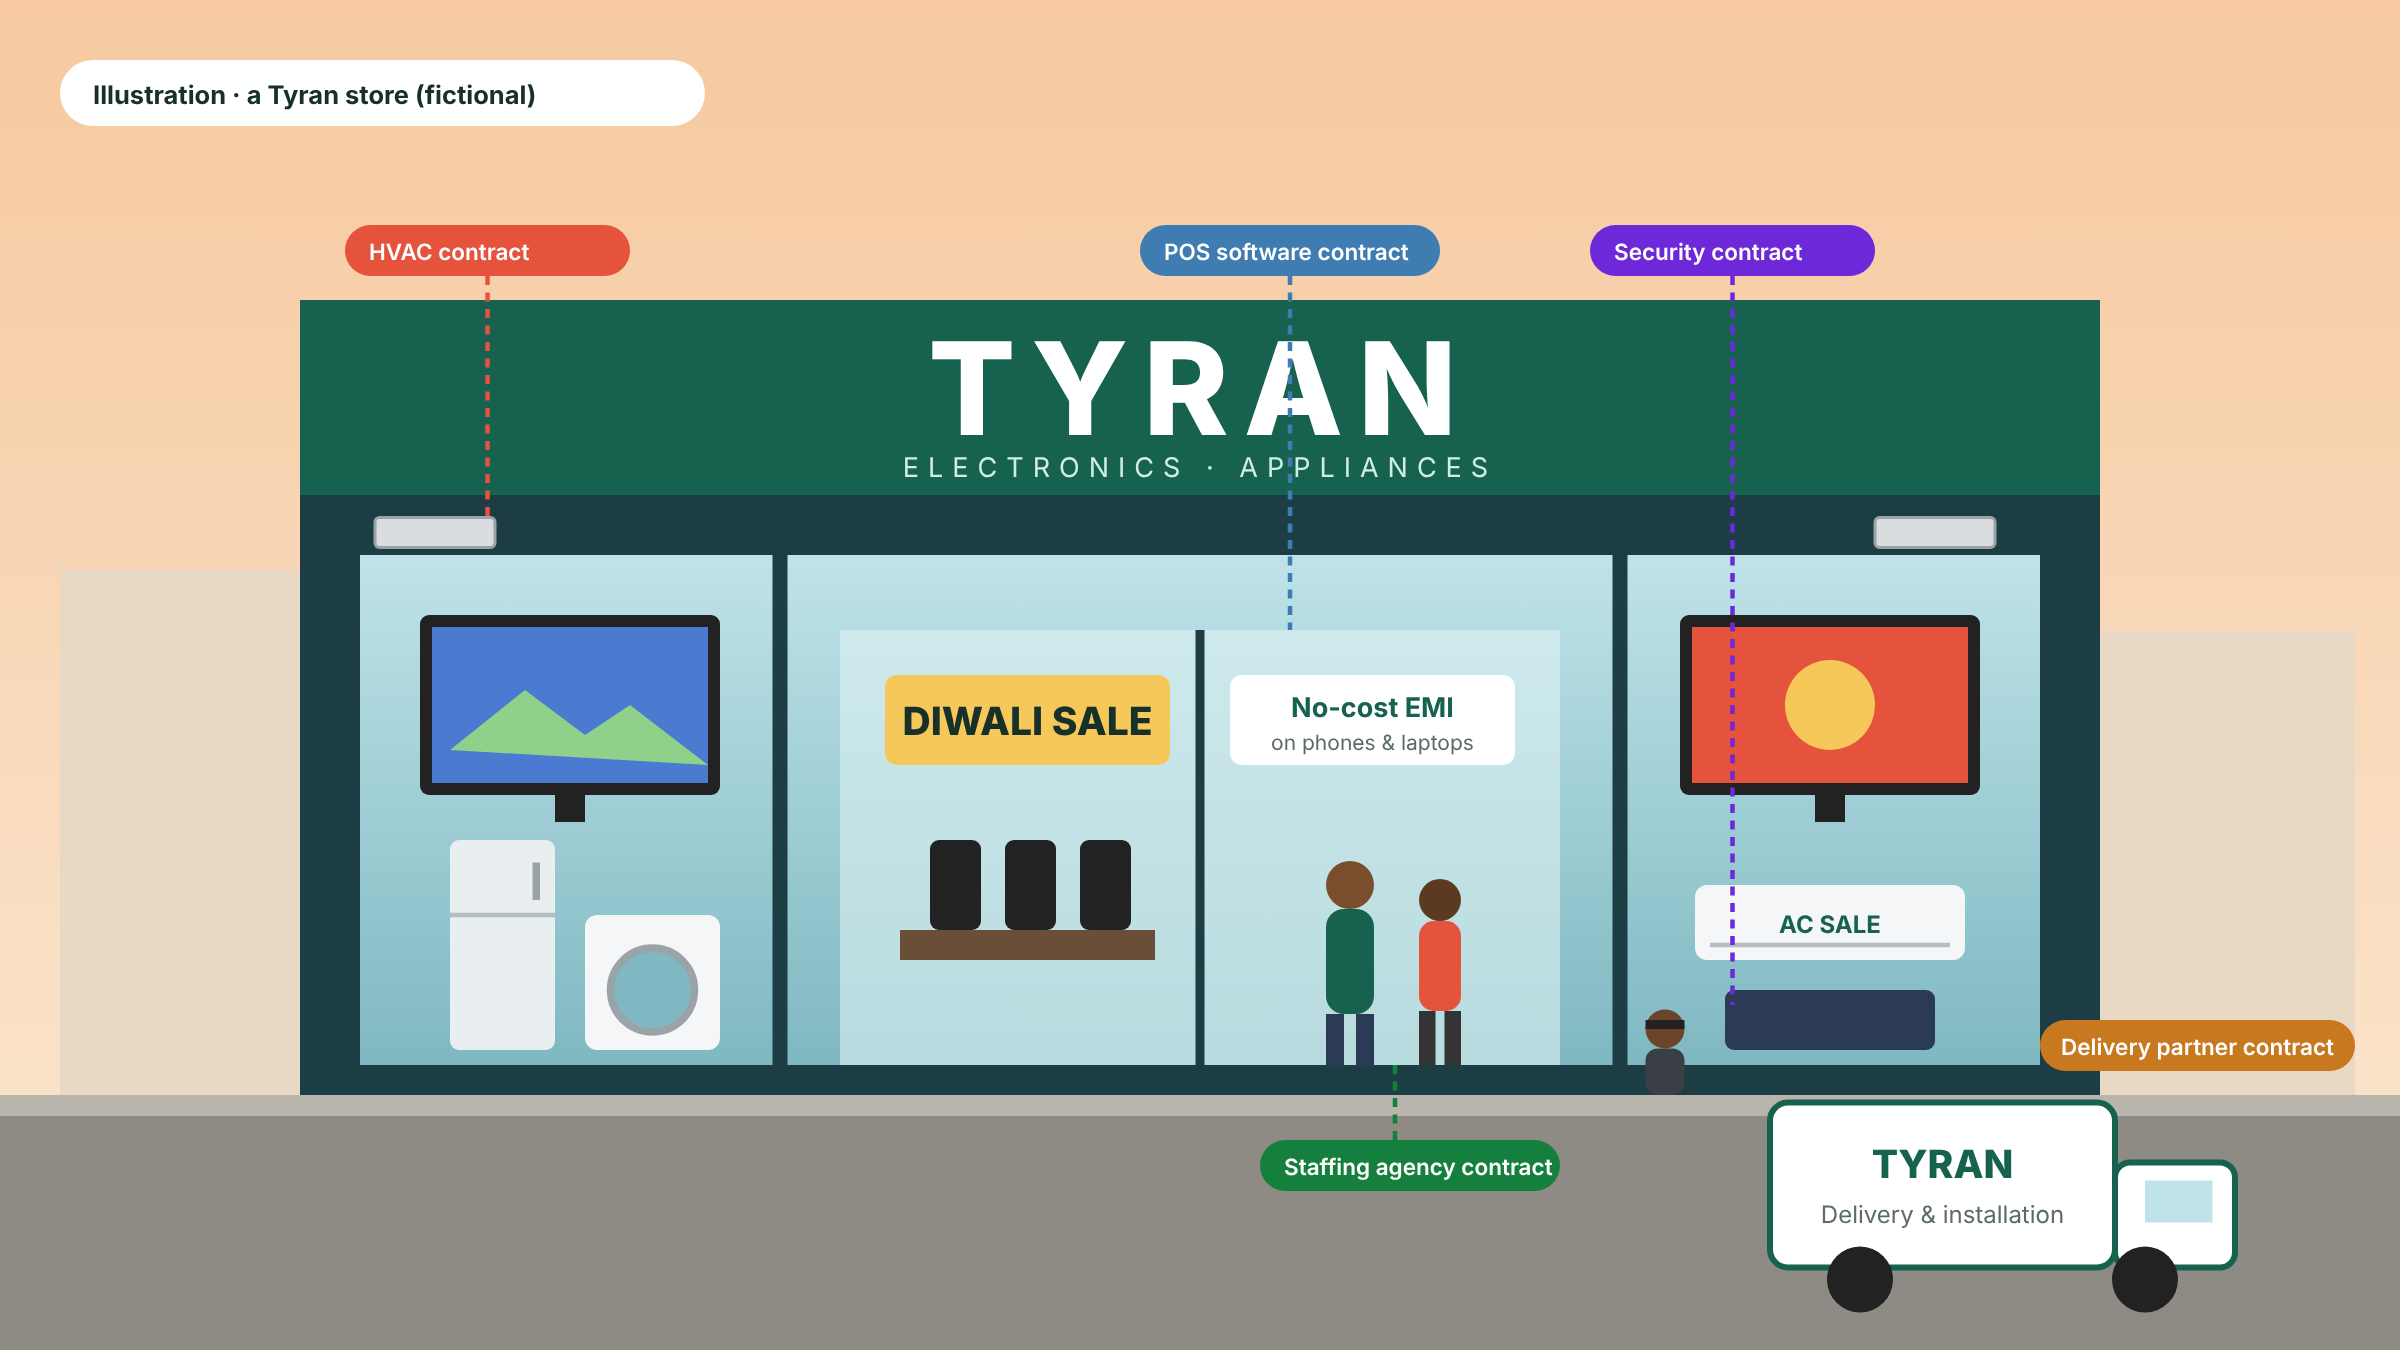 Illustration · a Tyran store (fictional)
HVAC contract
POS software contract
Security contract
TYRAN
ELECTRONICS · APPLIANCES
DIWALI SALE
No-cost EMI
on phones & laptops
AC SALE
Delivery partner contract
Staffing agency contract
TYRAN
Delivery & installation